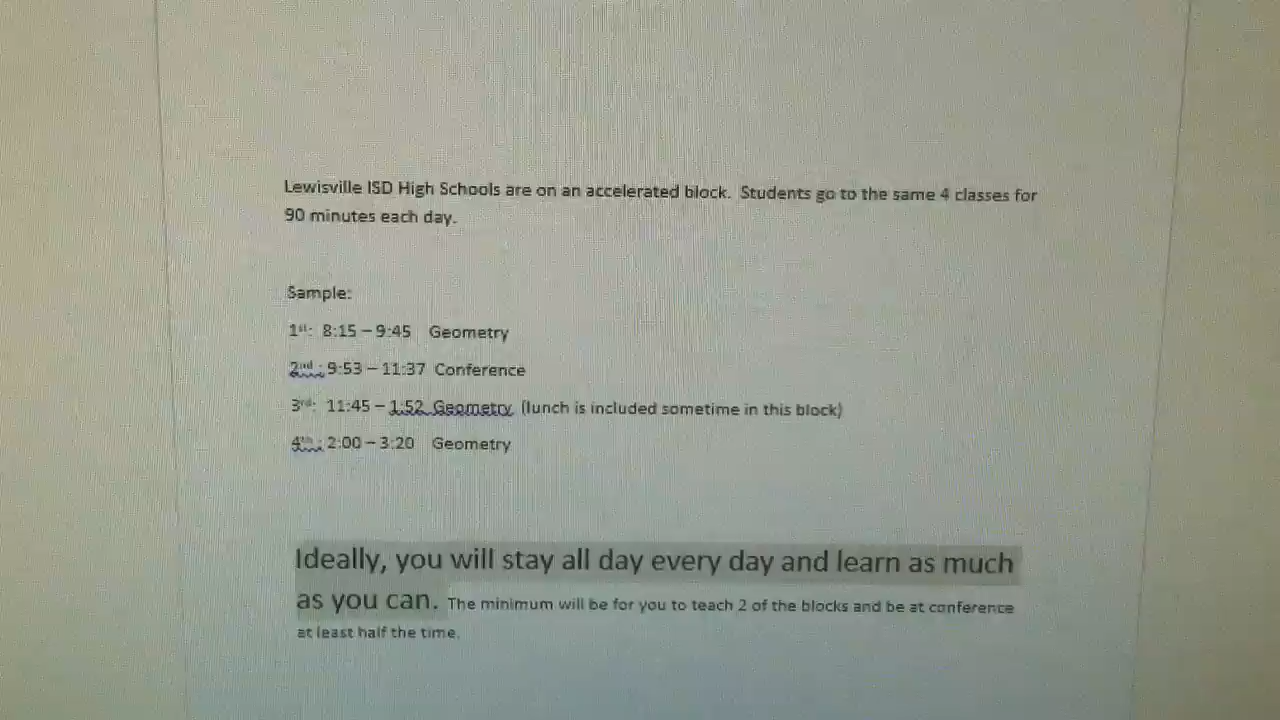 Lewisville ISD High Schools are on an accelerated block.  Students go to the same 4 classes for
90 minutes each day.
Sample:
1st:  8:15 – 9:45   Geometry
2nd : 9:53 – 11:37  Conference
3rd:  11:45 – 1:52  Geometry  (lunch is included sometime in this block)
4th : 2:00 – 3:20   Geometry
Ideally, you will stay all day every day and learn as much
as you can.  The minimum will be for you to teach 2 of the blocks and be at conference
at least half the time.